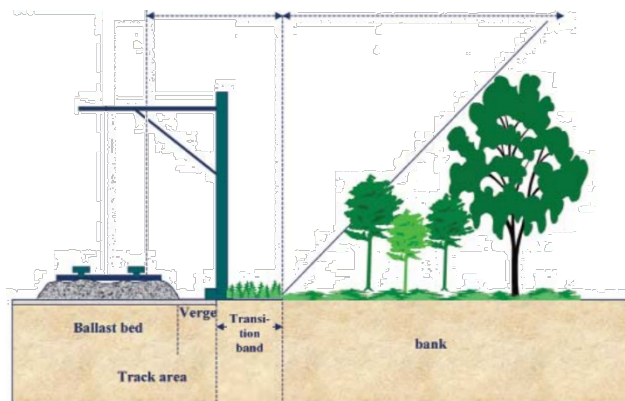 Ballast bed
Verge
Transi-
tion
band
bank
Track area